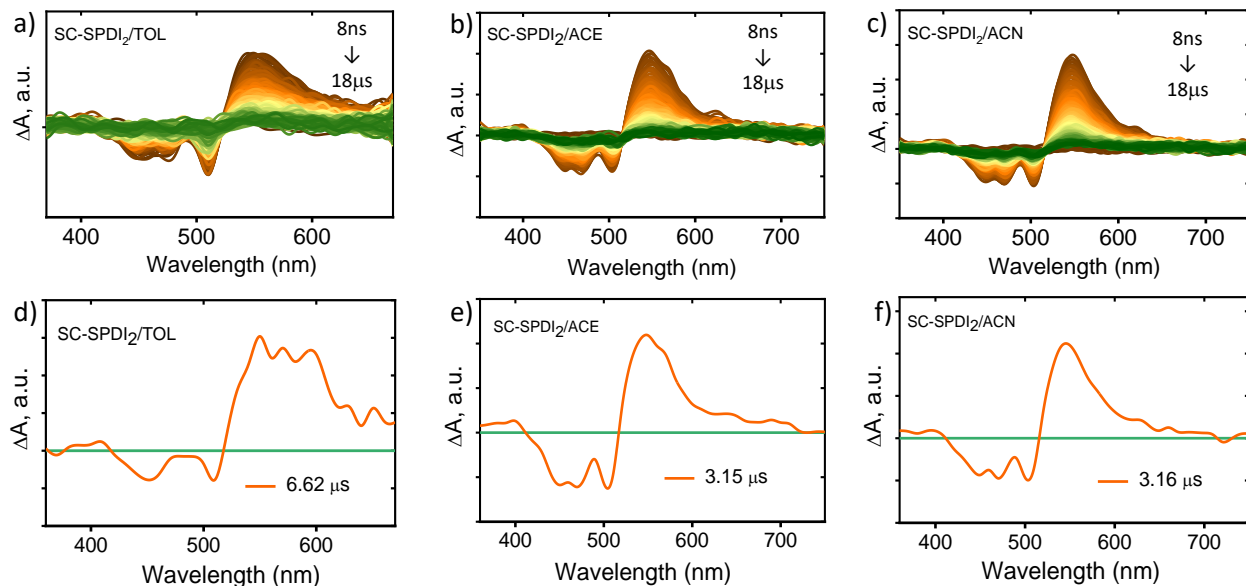 a)
SC-SPDI₂/TOL
8ns
↓
18μs
ΔA, a.u.
400 500 600
Wavelength (nm)
b)
SC-SPDI₂/ACE
8ns
↓
18μs
ΔA, a.u.
400 500 600 700
Wavelength (nm)
c)
SC-SPDI₂/ACN
8ns
↓
18μs
ΔA, a.u.
400 500 600 700
Wavelength (nm)
d)
SC-SPDI₂/TOL
6.62 μs
ΔA, a.u.
400 500 600
Wavelength (nm)
e)
SC-SPDI₂/ACE
3.15 μs
ΔA, a.u.
400 500 600 700
Wavelength (nm)
f)
SC-SPDI₂/ACN
3.16 μs
ΔA, a.u.
400 500 600 700
Wavelength (nm)